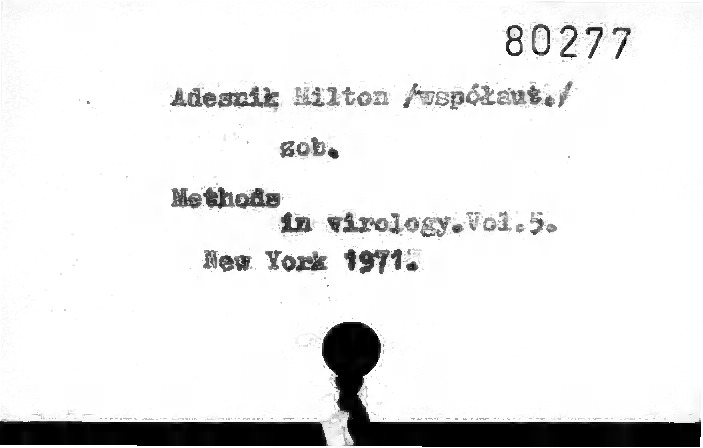 80277
Adesnik Milton /współaut./
zob.
Methods
in virology.Vol.5.
New York 1971.